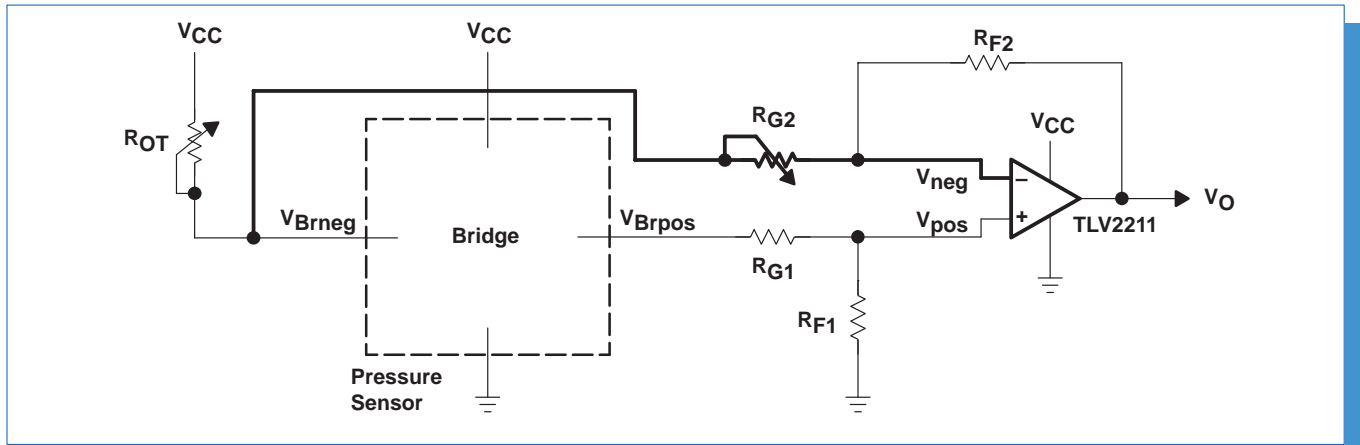 VCC
VCC
RF2
ROT
RG2
VCC
Vneg
VBrneg
Bridge
VBrpos
Vpos
TLV2211
VO
RG1
RF1
Pressure
Sensor